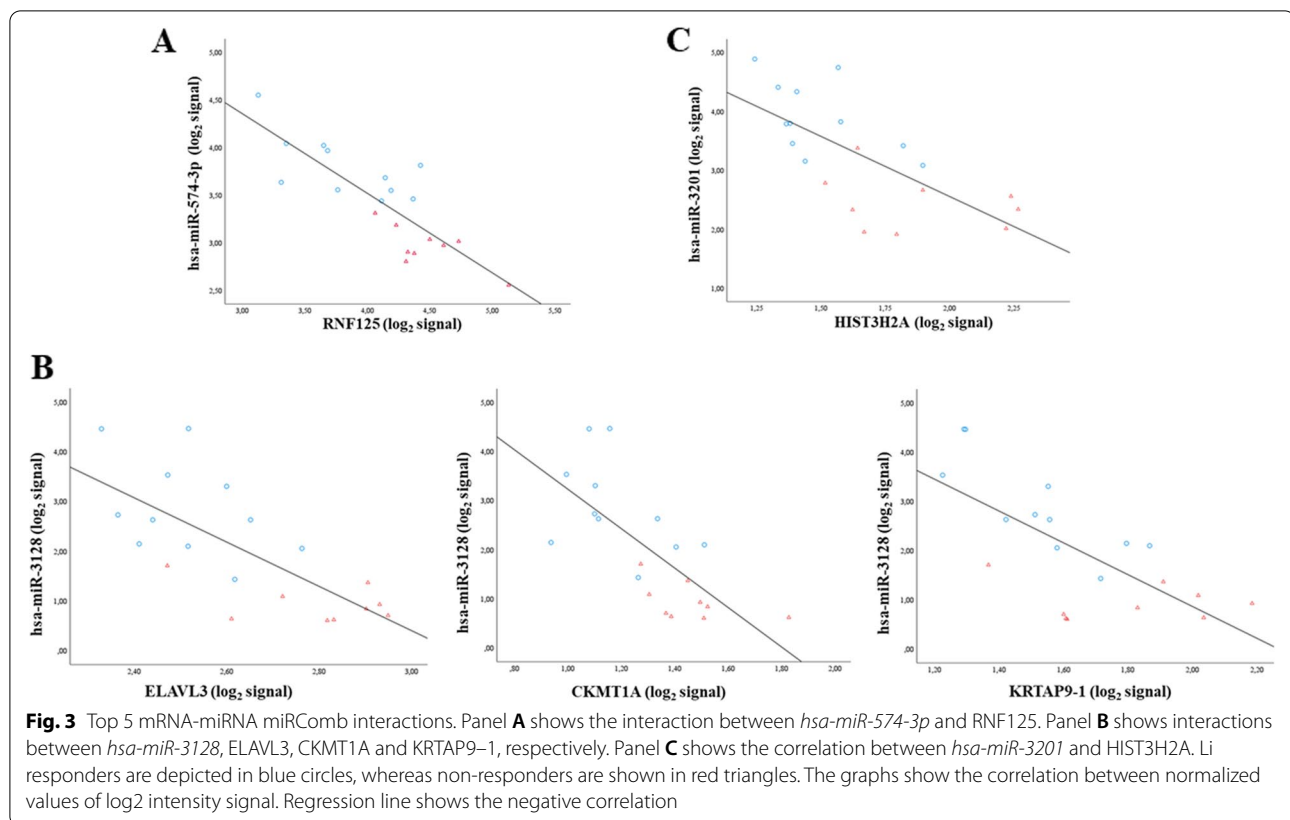 A
5,00
4,50
4,00
3,50
3,00
2,50
hsa-miR-574-3p (log2 signal)
3,00 3,50 4,00 4,50 5,00 5,50
RNF125 (log2 signal)
C
5,00
4,00
3,00
2,00
1,00
hsa-miR-3201 (log2 signal)
1,25 1,50 1,75 2,00 2,25
HIST3H2A (log2 signal)
B
5,00
4,00
3,00
2,00
1,00
,00
hsa-miR-3128 (log2 signal)
2,40 2,60 2,80 3,00
ELAVL3 (log2 signal)
5,00
4,00
3,00
2,00
1,00
,00
hsa-miR-3128 (log2 signal)
,80 1,00 1,20 1,40 1,60 1,80 2,00
CKMT1A (log2 signal)
5,00
4,00
3,00
2,00
1,00
,00
hsa-miR-3128 (log2 signal)
1,20 1,40 1,60 1,80 2,00 2,20
KRTAP9-1 (log2 signal)
Fig. 3 Top 5 mRNA-miRNA miRComb interactions. Panel A shows the interaction between hsa-miR-574-3p and RNF125. Panel B shows interactions
between hsa-miR-3128, ELAVL3, CKMT1A and KRTAP9–1, respectively. Panel C shows the correlation between hsa-miR-3201 and HIST3H2A. Li
responders are depicted in blue circles, whereas non-responders are shown in red triangles. The graphs show the correlation between normalized
values of log2 intensity signal. Regression line shows the negative correlation